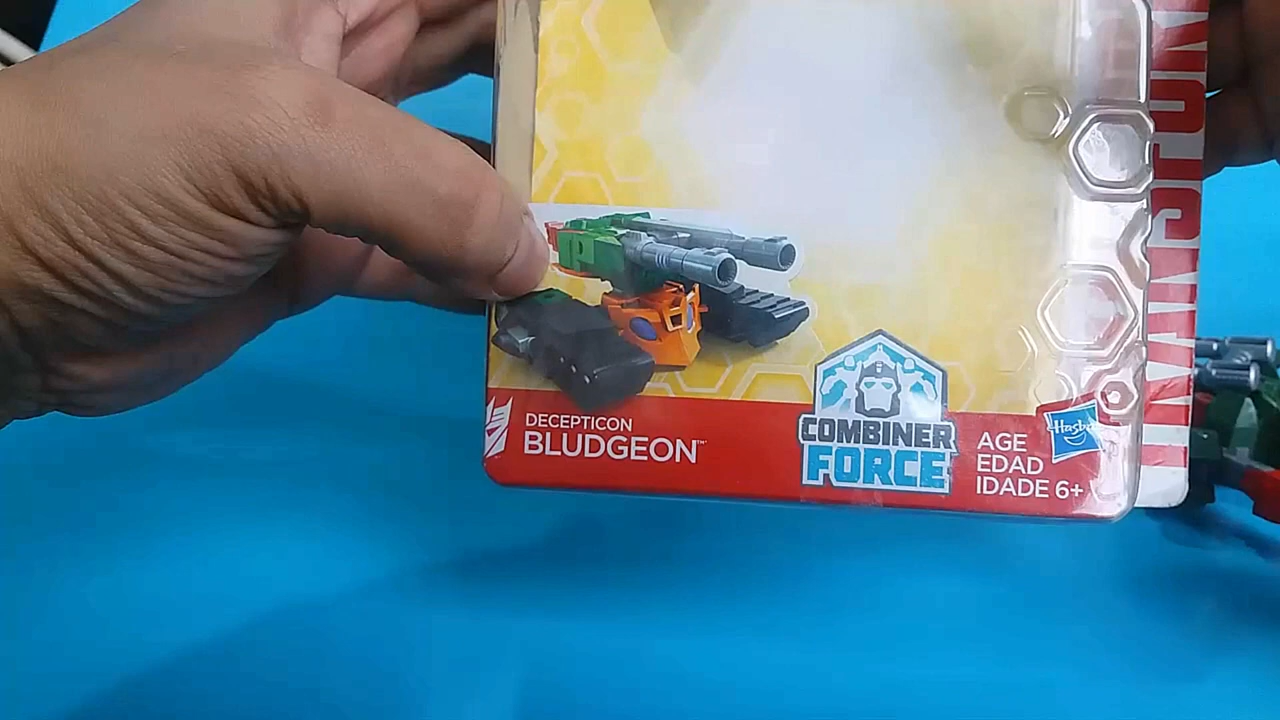 DECEPTICON
BLUDGEON™
COMBINER
FORCE
AGE
EDAD
IDADE 6+
Hasbro